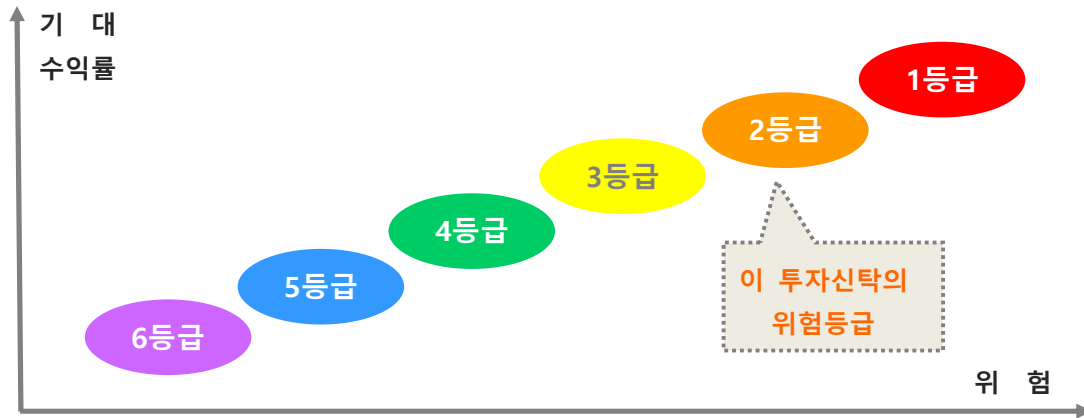 기 대
수익률
1등급
2등급
3등급
4등급
5등급
6등급
이 투자신탁의
위험등급
위 험